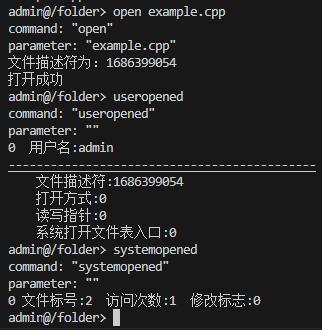 admin@/folder> open example.cpp
command: "open"
parameter: "example.cpp"
文件描述符为: 1686399054
打开成功
admin@/folder> useropened
command: "useropened"
parameter: ""
0  用户名:admin
--------------------------------------------
文件描述符:1686399054
打开方式:0
读写指针:0
系统打开文件表入口:0
admin@/folder> systemopened
command: "systemopened"
parameter: ""
0 文件标号:2  访问次数:1  修改标志:0
admin@/folder>